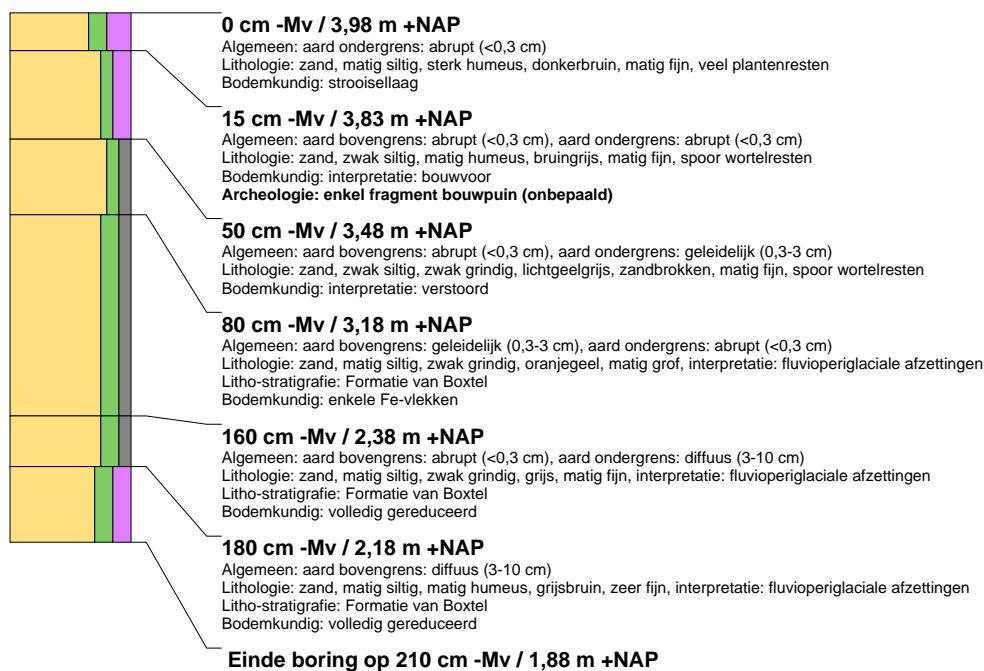 0 cm -Mv / 3,98 m +NAP
Algemeen: aard ondergrens: abrupt (<0,3 cm)
Lithologie: zand, matig siltig, sterk humeus, donkerbruin, matig fijn, veel plantenresten
Bodemkundig: strooisellaag
15 cm -Mv / 3,83 m +NAP
Algemeen: aard bovengrens: abrupt (<0,3 cm), aard ondergrens: abrupt (<0,3 cm)
Lithologie: zand, zwak siltig, matig humeus, bruingrijs, matig fijn, spoor wortelresten
Bodemkundig: interpretatie: bouwvoor
Archeologie: enkel fragment bouwpuin (onbepaald)
50 cm -Mv / 3,48 m +NAP
Algemeen: aard bovengrens: abrupt (<0,3 cm), aard ondergrens: geleidelijk (0,3-3 cm)
Lithologie: zand, zwak siltig, zwak grindig, lichtgeelgrijs, zandbrokken, matig fijn, spoor wortelresten
Bodemkundig: interpretatie: verstoord
80 cm -Mv / 3,18 m +NAP
Algemeen: aard bovengrens: geleidelijk (0,3-3 cm), aard ondergrens: abrupt (<0,3 cm)
Lithologie: zand, matig siltig, zwak grindig, oranjegeel, matig grof, interpretatie: fluvioperiglaciale afzettingen
Litho-stratigrafie: Formatie van Boxtel
Bodemkundig: enkele Fe-vlekken
160 cm -Mv / 2,38 m +NAP
Algemeen: aard bovengrens: abrupt (<0,3 cm), aard ondergrens: diffuus (3-10 cm)
Lithologie: zand, matig siltig, zwak grindig, grijs, matig fijn, interpretatie: fluvioperiglaciale afzettingen
Litho-stratigrafie: Formatie van Boxtel
Bodemkundig: volledig gereduceerd
180 cm -Mv / 2,18 m +NAP
Algemeen: aard bovengrens: diffuus (3-10 cm)
Lithologie: zand, matig siltig, matig humeus, grijsbruin, zeer fijn, interpretatie: fluvioperiglaciale afzettingen
Litho-stratigrafie: Formatie van Boxtel
Bodemkundig: volledig gereduceerd
Einde boring op 210 cm -Mv / 1,88 m +NAP